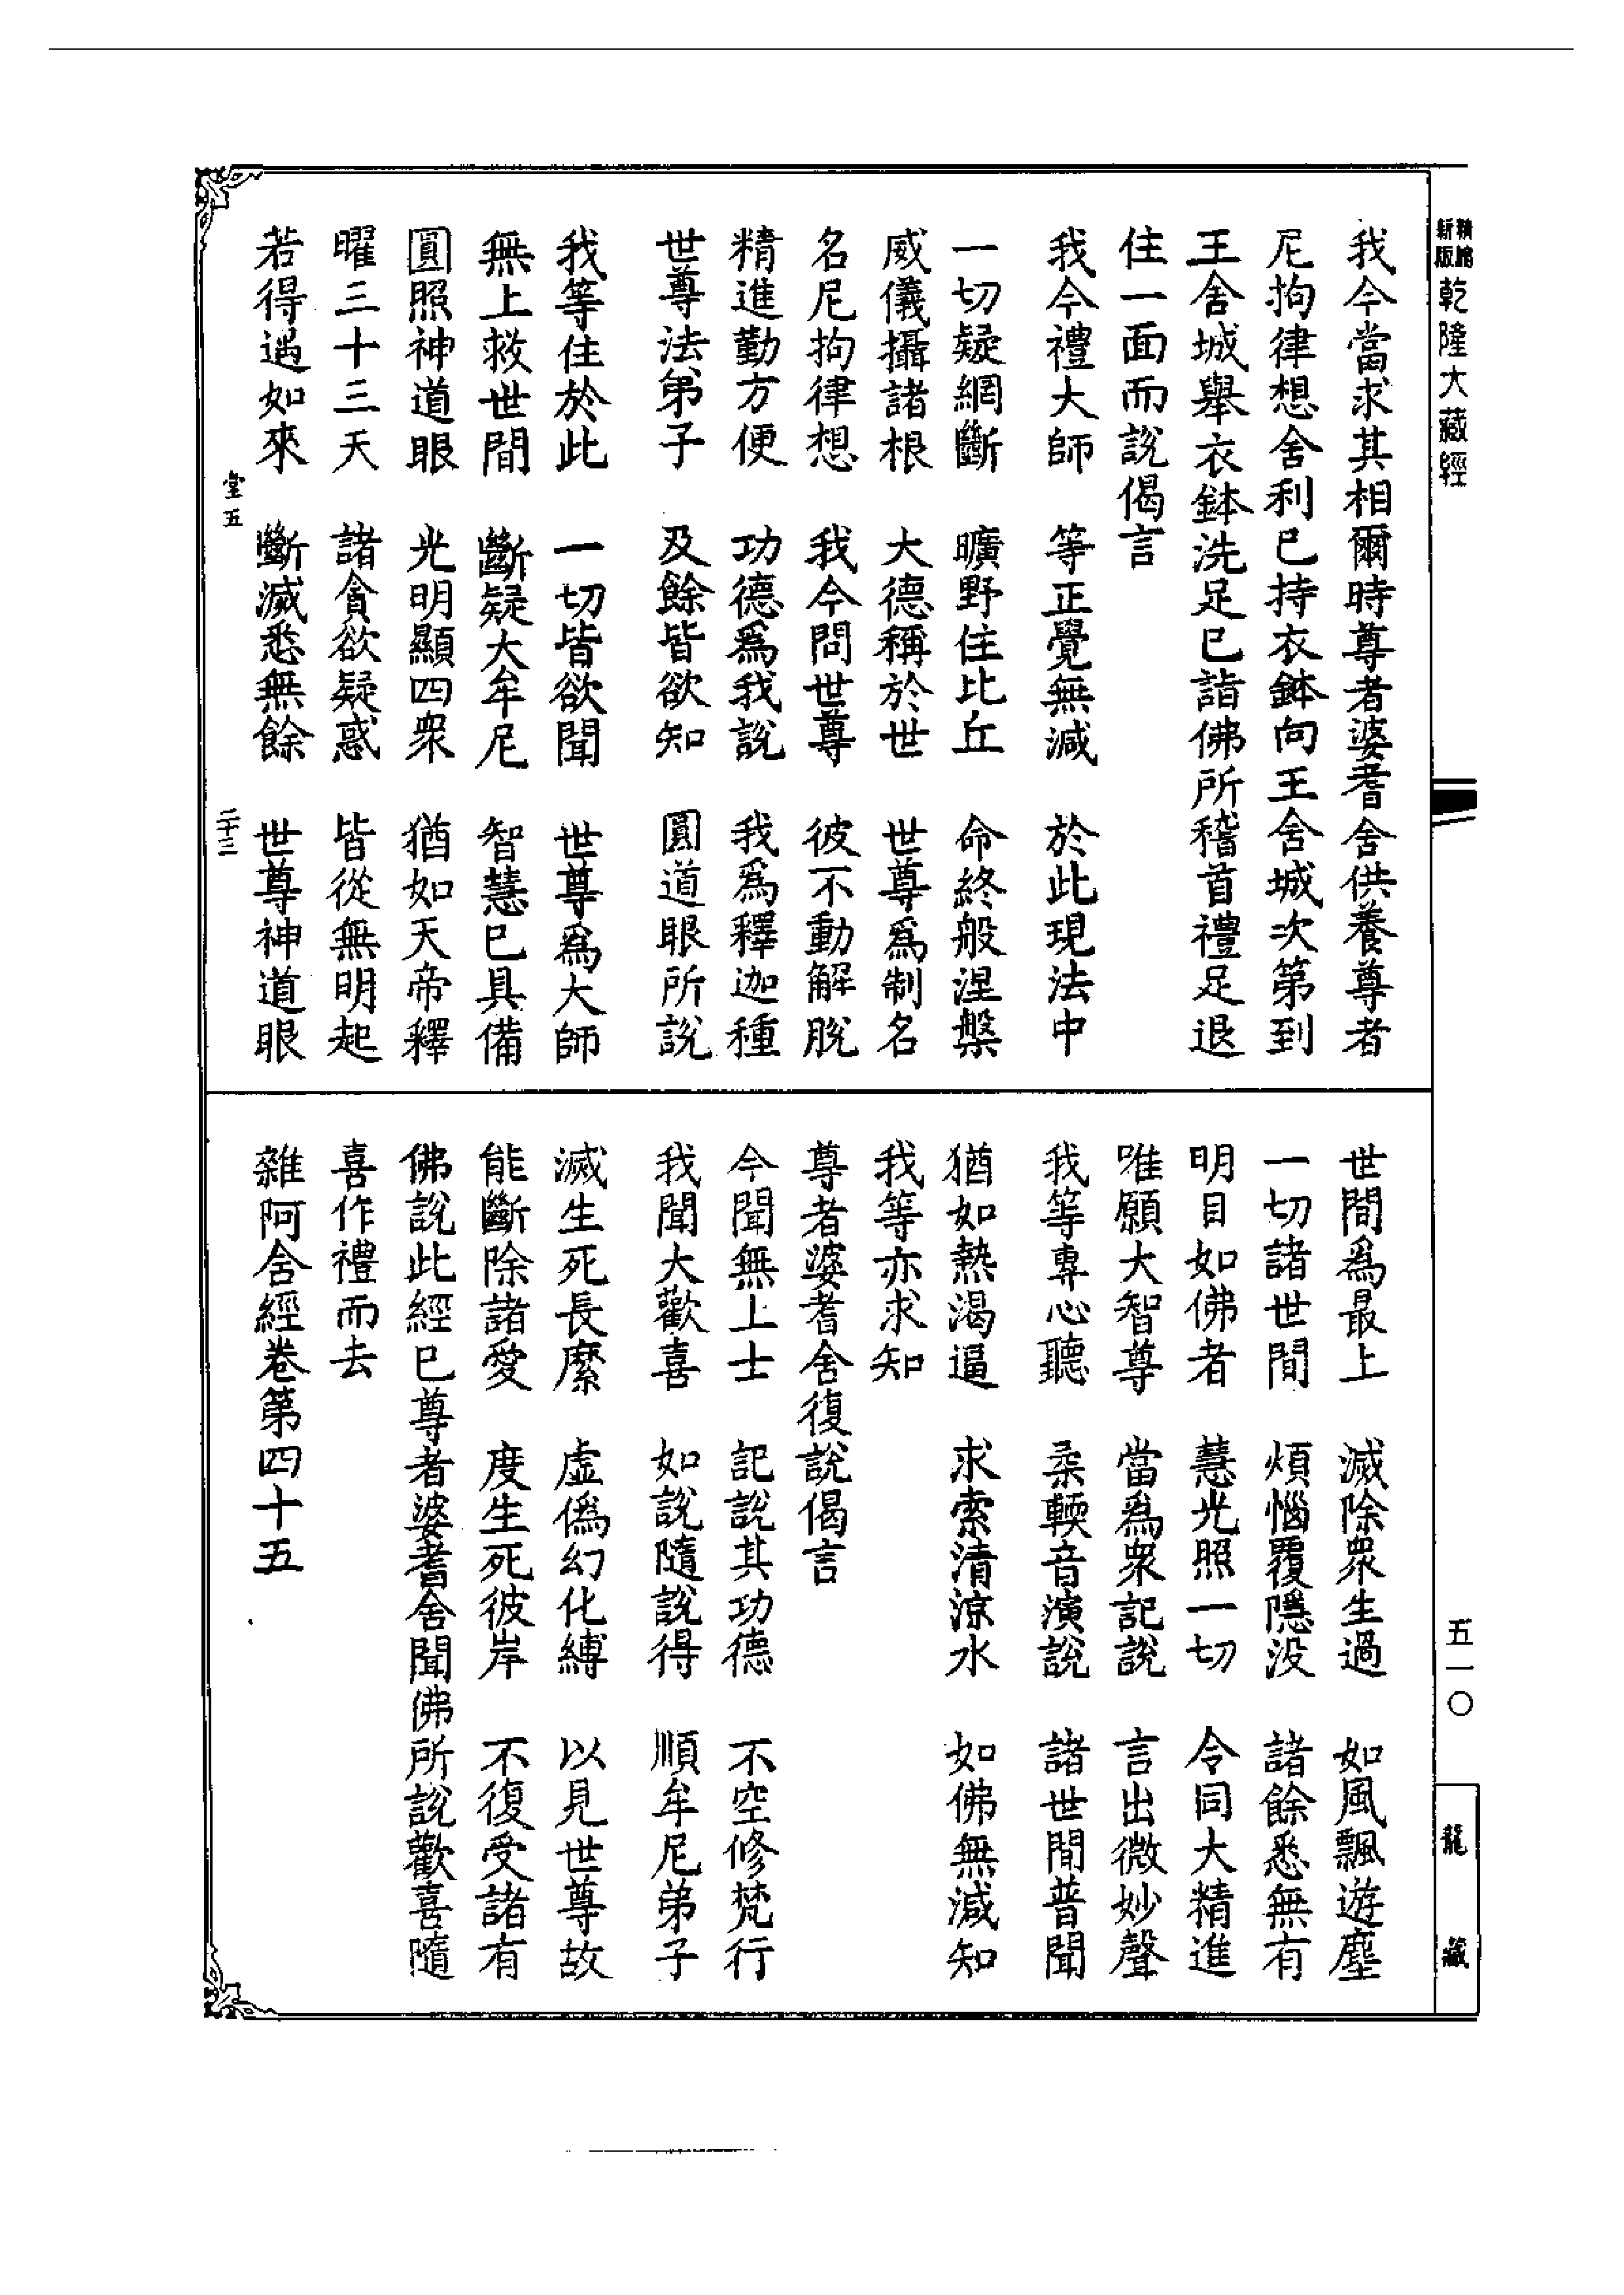 新版
精縮
乾隆大藏經
五一〇
龍藏
我今當求其相爾時尊者婆耆舍供養尊者
尼拘律想舍利已持衣鉢向王舍城次第到
王舍城舉衣鉢洗足已詣佛所稽首禮足退
住一面而說偈言
我今禮大師　等正覺無減　於此現法中
一切疑網斷　曠野住比丘　命終般涅槃
威儀攝諸根　大德稱於世　世尊爲制名
名尼拘律想　我今問世尊　彼不動解脫
精進勤方便　功德爲我說　我爲釋迦種
世尊法弟子　及餘皆欲知　圓道眼所說
我等住於此　一切皆欲聞　世尊爲大師
無上救世間　斷疑大牟尼　智慧已具備
圓照神道眼　光明顯四衆　猶如天帝釋
曜三十三天　諸貪欲疑惑　皆從無明起
若得遇如來　斷滅悉無餘　世尊神道眼
堂五　二十三
世間爲最上　滅除衆生過　如風飄遊塵
一切諸世間　煩惱覆隱没　諸餘悉無有
明目如佛者　慧光照一切　令同大精進
唯願大智尊　當爲衆記說　言出微妙聲
我等專心聽　柔輭音演說　諸世間普聞
猶如熱渴逼　求索清涼水　如佛無減知
我等亦求知
尊者婆耆舍復說偈言
今聞無上士　記說其功德　不空修梵行
我聞大歡喜　如說隨說得　順牟尼弟子
滅生死長縻　虛僞幻化縛　以見世尊故
能斷除諸愛　度生死彼岸　不復受諸有
佛說此經已尊者婆耆舍聞佛所說歡喜隨
喜作禮而去
雜阿含經卷第四十五